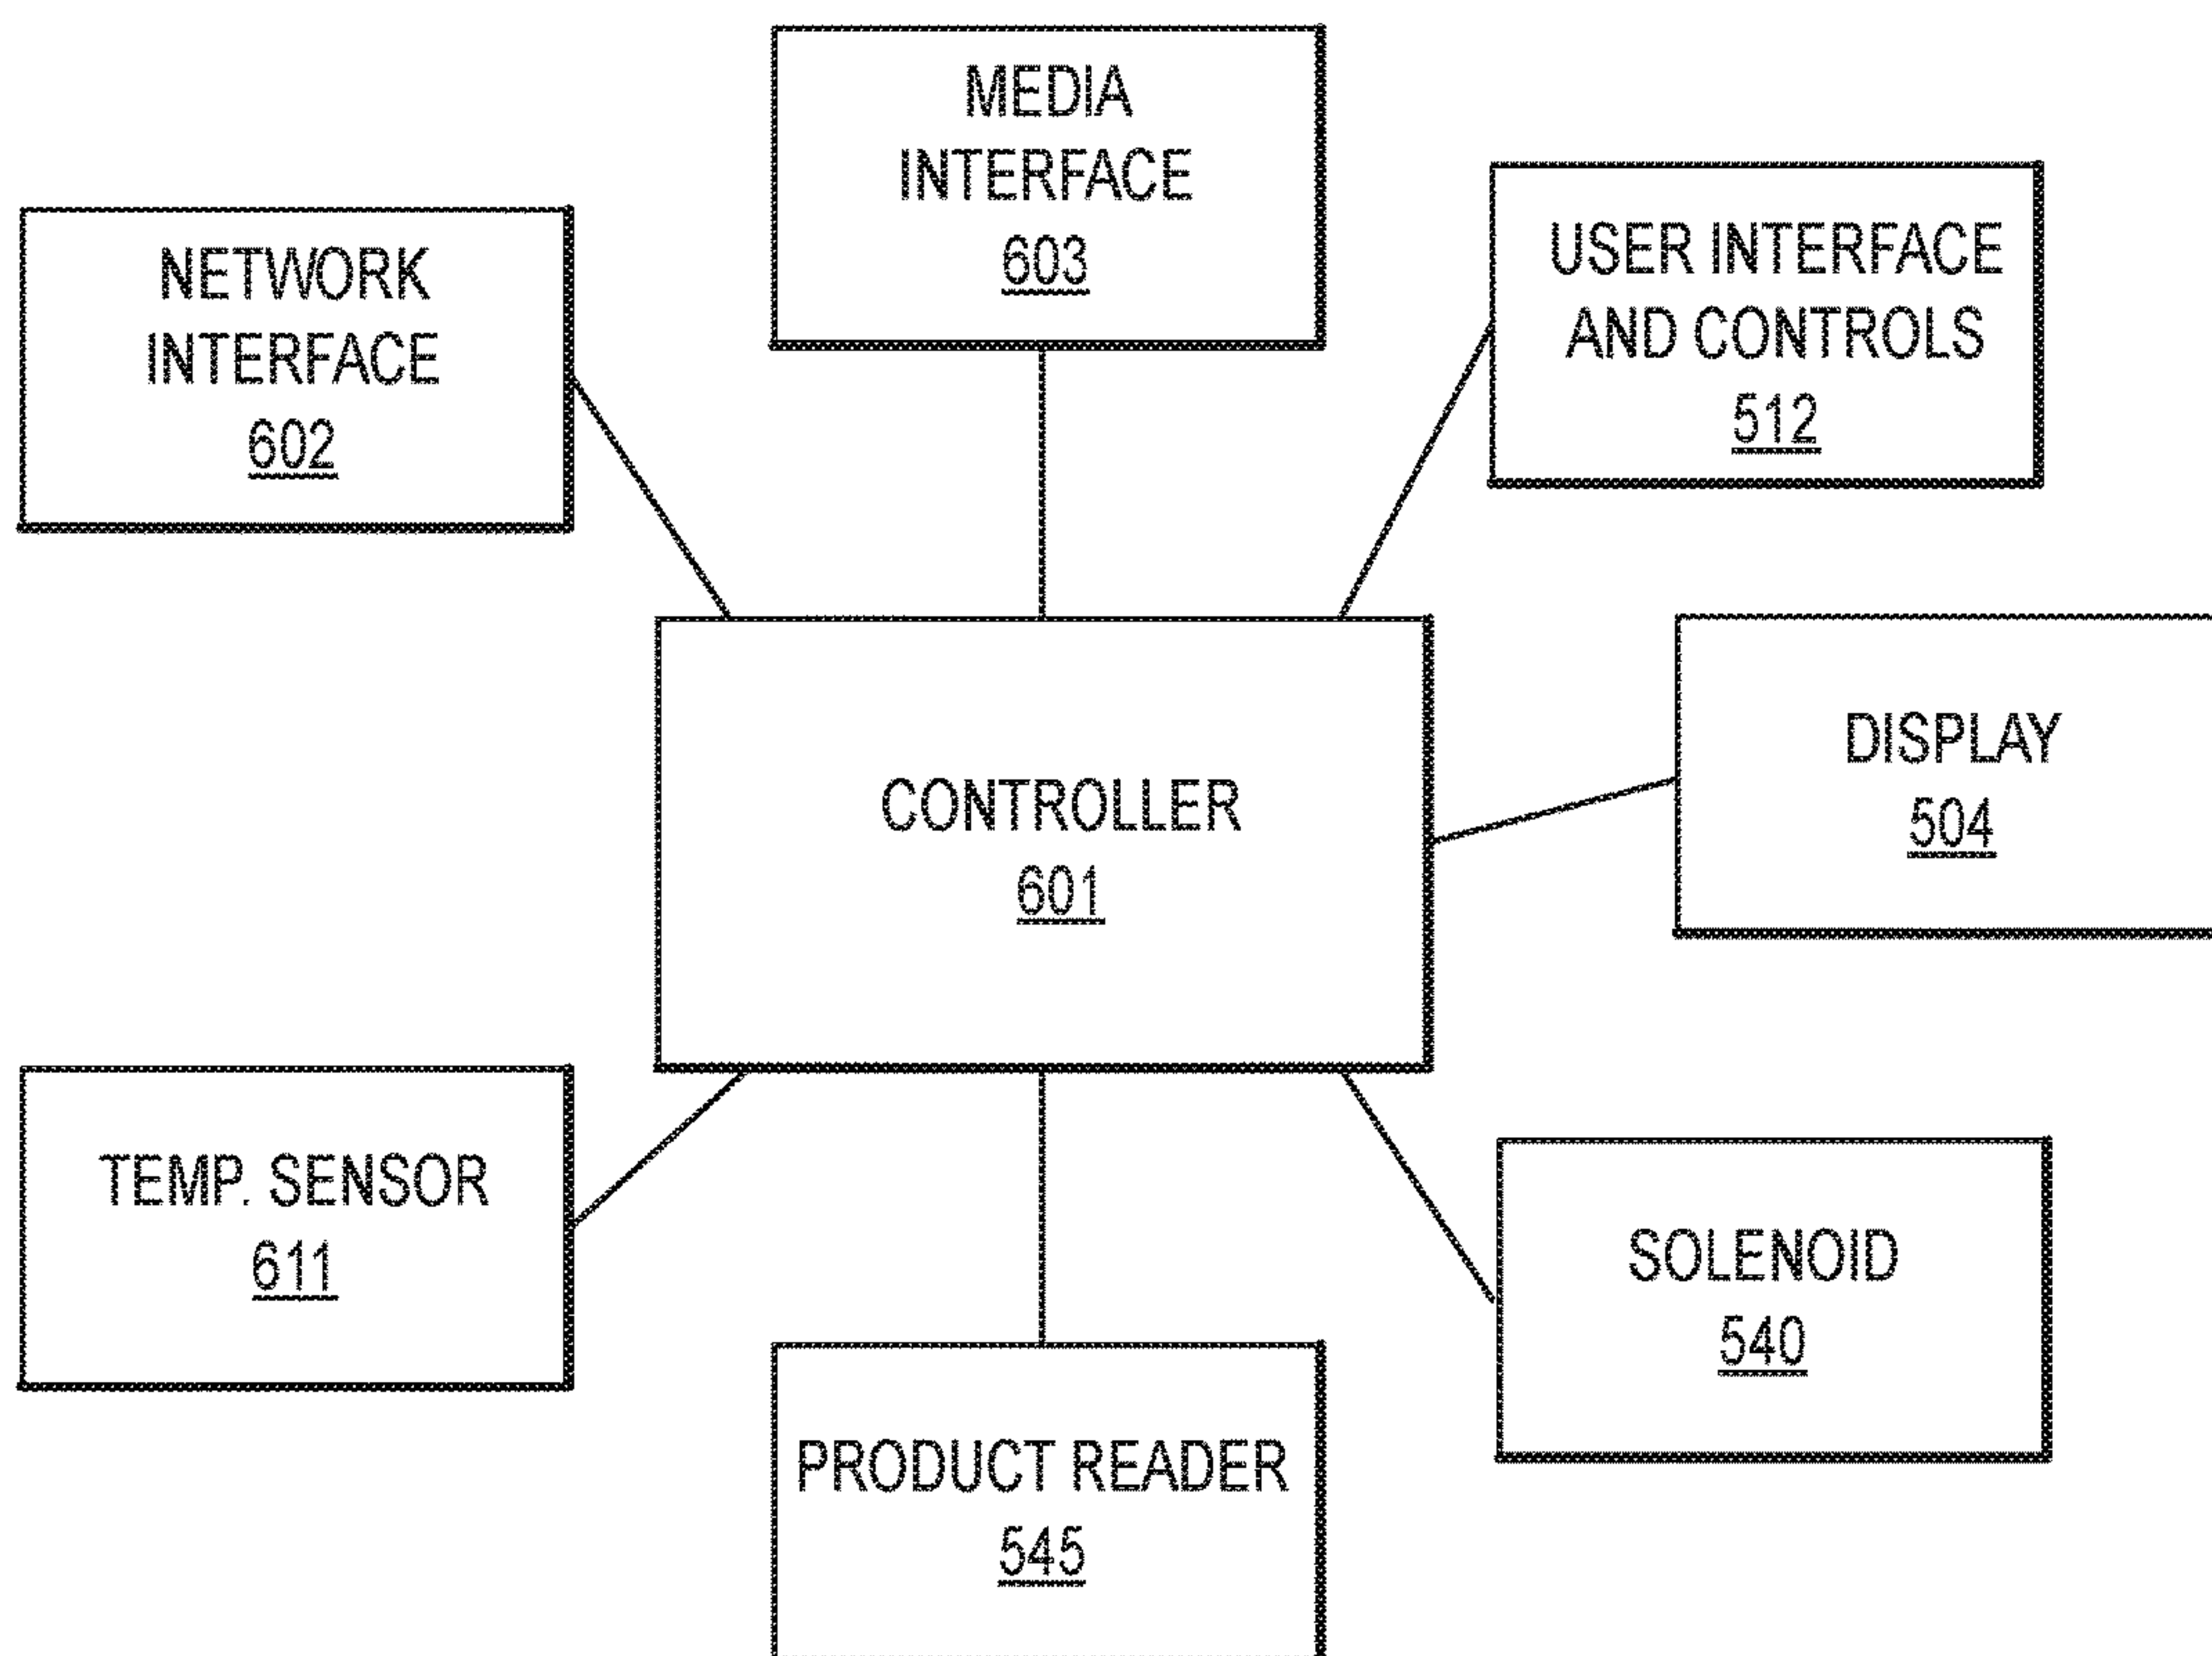 MEDIA
INTERFACE
603
NETWORK
INTERFACE
602
USER INTERFACE
AND CONTROLS
512
CONTROLLER
601
DISPLAY
504
TEMP. SENSOR
611
SOLENOID
540
PRODUCT READER
545